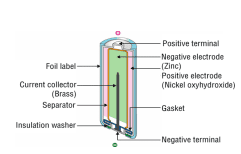 Positive terminal
Negative electrode
(Zinc)
Positive electrode
(Nickel oxyhydroxide)
Gasket
Negative terminal
Foil label
Current collector
(Brass)
Separator
Insulation washer